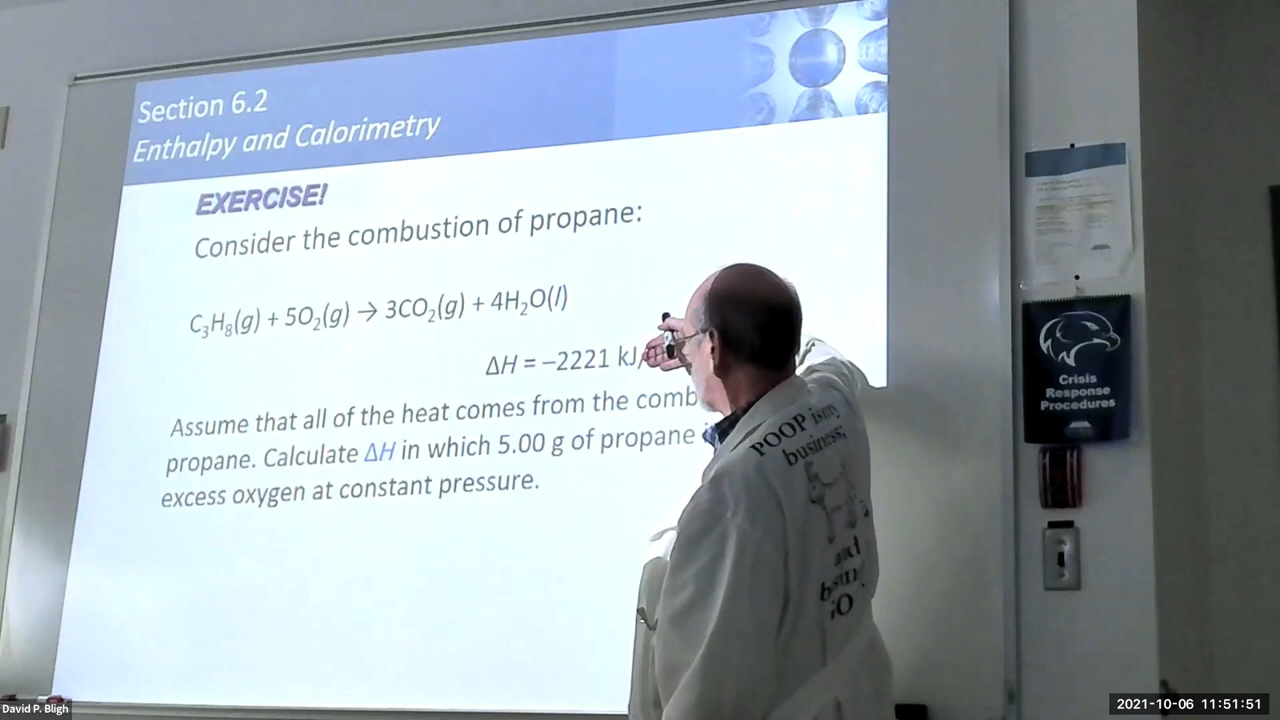 Section 6.2
Enthalpy and Calorimetry
EXERCISE!
Consider the combustion of propane:
C₃H₈(g) + 5O₂(g) → 3CO₂(g) + 4H₂O(l)
ΔH = –2221 kJ
Assume that all of the heat comes from the comb
propane. Calculate ΔH in which 5.00 g of propane
excess oxygen at constant pressure.
POOP is my
business;
and
Crisis
Response
Procedures
David P. Bligh
2021-10-06 11:51:51